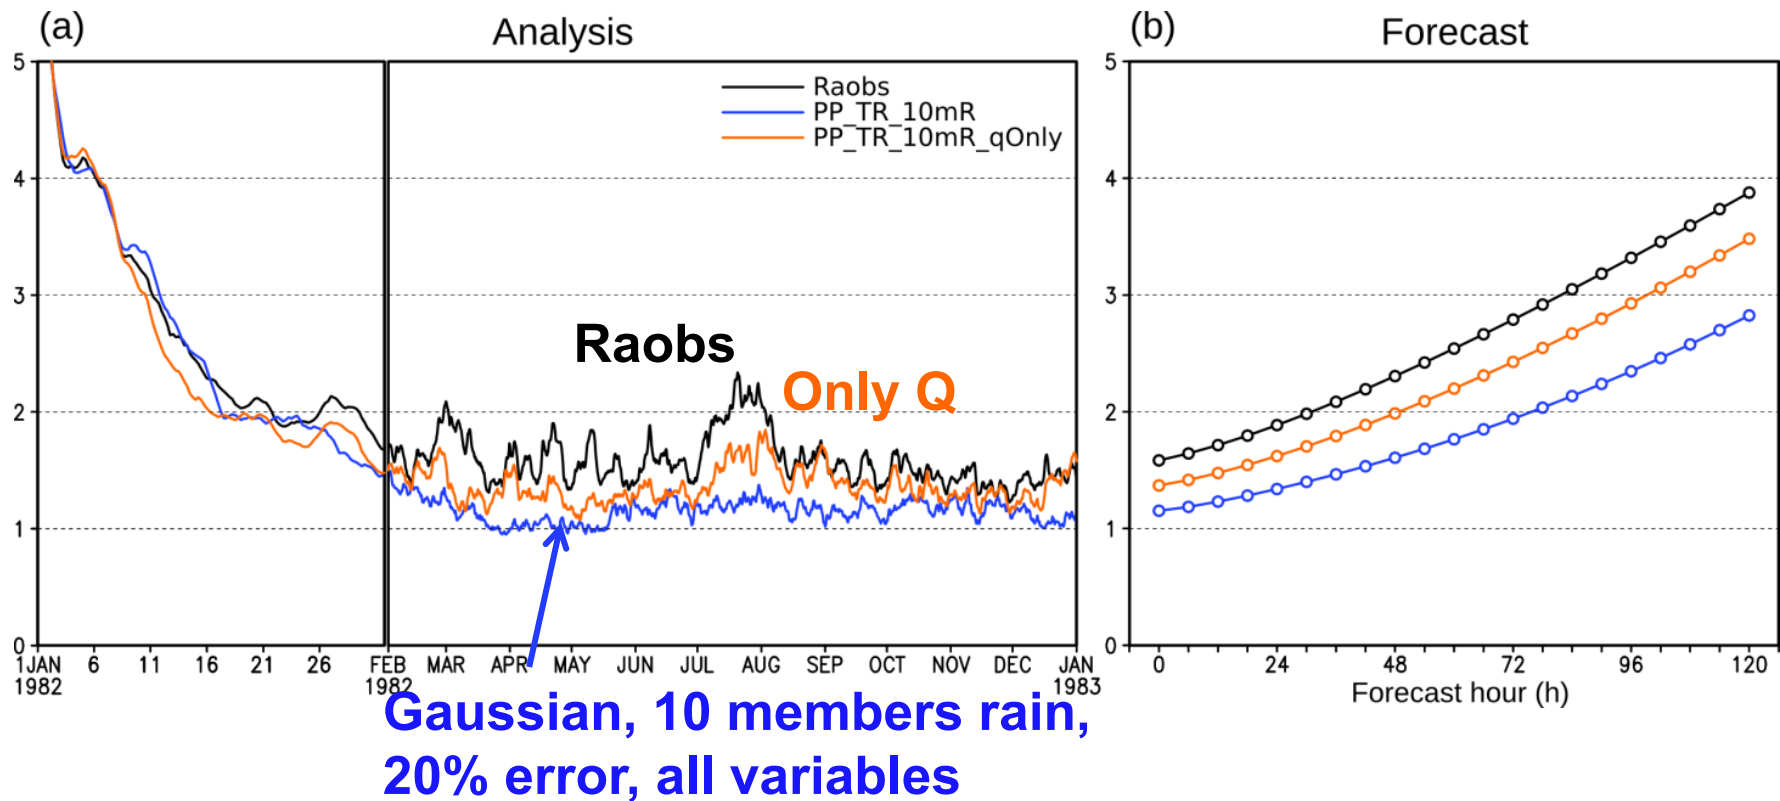 (a)
Analysis
(b)
Forecast
5
4
3
2
1
0
Raobs
PP_TR_10mR
PP_TR_10mR_qOnly
Raobs
Only Q
1JAN 6 11 16 21 26 FEB MAR APR MAY JUN JUL AUG SEP OCT NOV DEC JAN
1982 1982 1983
5
4
3
2
1
0
0 24 48 72 96 120
Forecast hour (h)
Gaussian, 10 members rain,
20% error, all variables